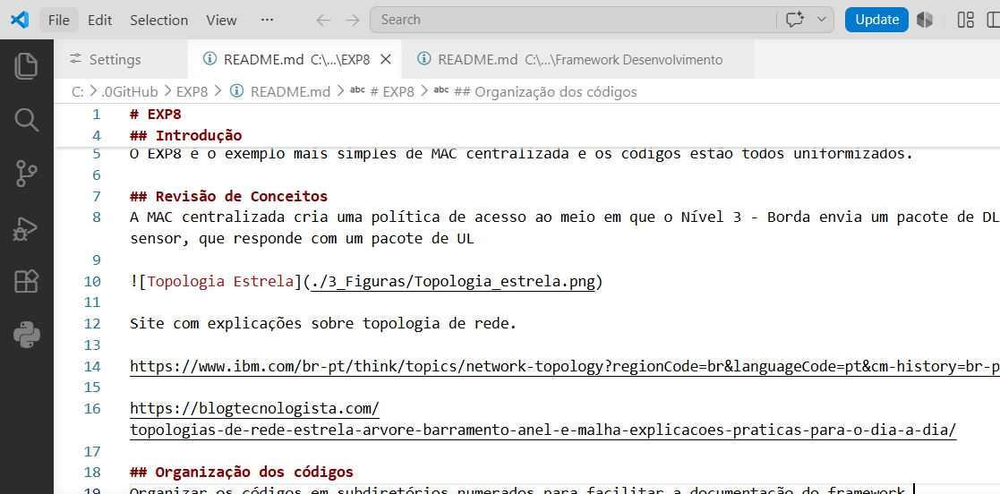 File Edit Selection View ··· Search Update
Settings README.md C:\...\EXP8 README.md C:\...\Framework Desenvolvimento
C: > .0GitHub > EXP8 > README.md > abc # EXP8 > abc ## Organização dos códigos
1 # EXP8
4 ## Introdução
5 O EXP8 é o exemplo mais simples de MAC centralizada e os códigos estão todos uniformizados.
6
7 ## Revisão de Conceitos
8 A MAC centralizada cria uma política de acesso ao meio em que o Nível 3 - Borda envia um pacote de DL
sensor, que responde com um pacote de UL
9
10 ![Topologia Estrela](./3_Figuras/Topologia_estrela.png)
11
12 Site com explicações sobre topologia de rede.
13
14 https://www.ibm.com/br-pt/think/topics/network-topology?regionCode=br&languageCode=pt&cm-history=br-p
15
16 https://blogtecnologista.com/
topologias-de-rede-estrela-arvore-barramento-anel-e-malha-explicacoes-praticas-para-o-dia-a-dia/
17
18 ## Organização dos códigos
19 Organizar os códigos em subdiretórios numerados para facilitar a documentação do framework.